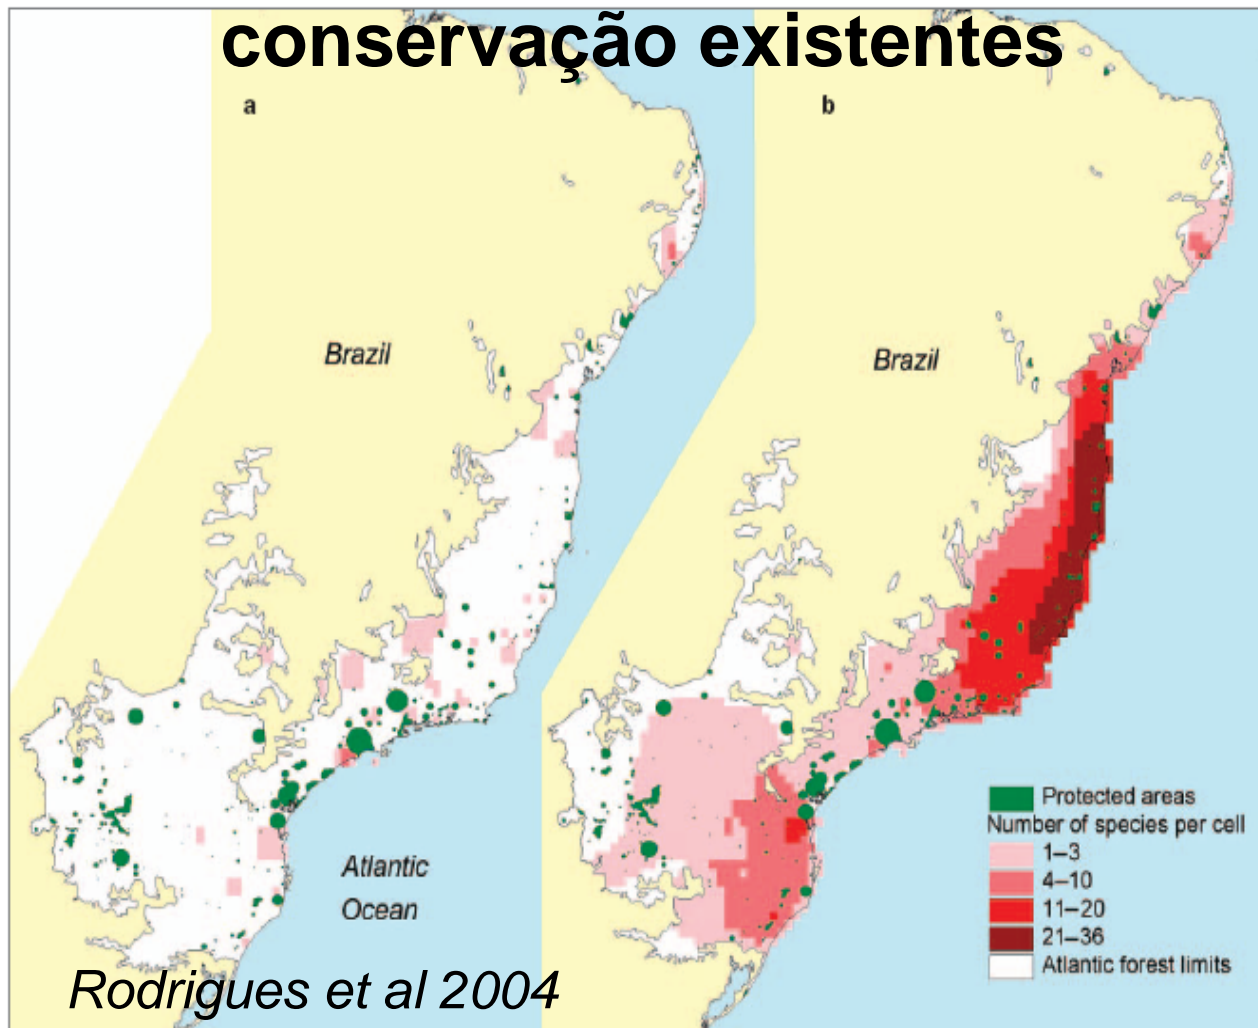 conservação existentes
a
b
Brazil
Brazil
Atlantic
Ocean
Protected areas
Number of species per cell
1–3
4–10
11–20
21–36
Atlantic forest limits
Rodrigues et al 2004